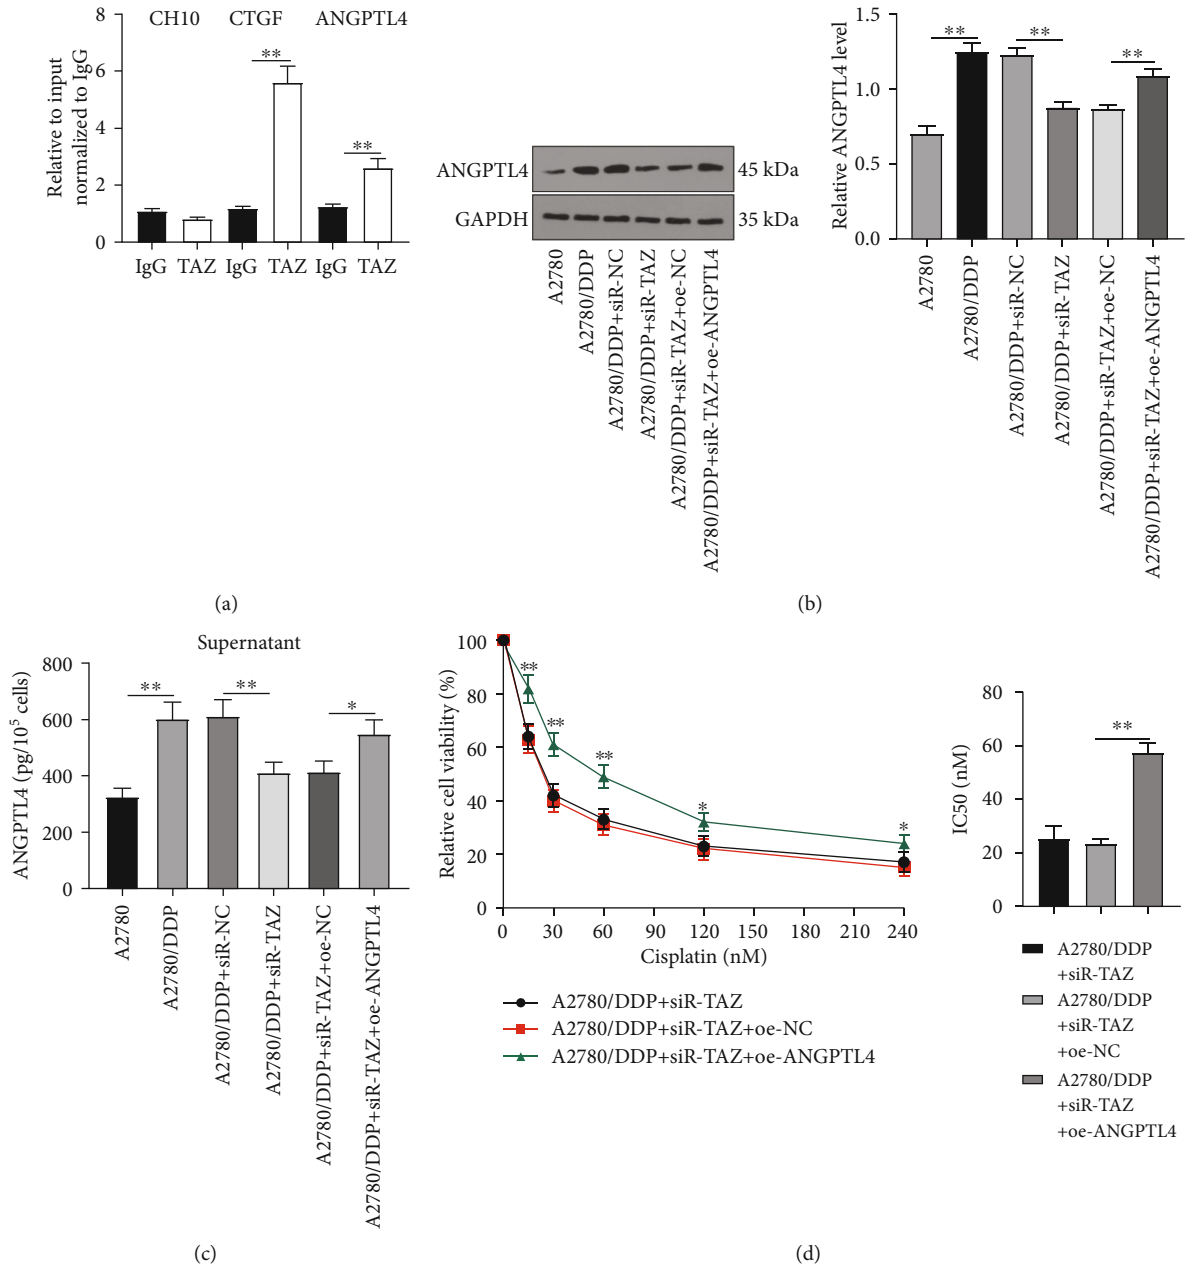 CH10 CTGF ANGPTL4
8
6
4
2
0
Relative to input
normalized to IgG
**
**
IgG TAZ IgG TAZ IgG TAZ
(a)
ANGPTL4 45 kDa
GAPDH 35 kDa
A2780
A2780/DDP
A2780/DDP+siR-NC
A2780/DDP+siR-TAZ
A2780/DDP+siR-TAZ+oe-NC
A2780/DDP+siR-TAZ+oe-ANGPTL4
1.5
1.0
0.5
0.0
Relative ANGPTL4 level
** ** **
A2780
A2780/DDP
A2780/DDP+siR-NC
A2780/DDP+siR-TAZ
A2780/DDP+siR-TAZ+oe-NC
A2780/DDP+siR-TAZ+oe-ANGPTL4
(b)
Supernatant
800
600
400
200
0
ANGPTL4 (pg/10⁵ cells)
** ** *
A2780
A2780/DDP
A2780/DDP+siR-NC
A2780/DDP+siR-TAZ
A2780/DDP+siR-TAZ+oe-NC
A2780/DDP+siR-TAZ+oe-ANGPTL4
(c)
100
80
60
40
20
0
Relative cell viability (%)
**
**
**
*
*
0 30 60 90 120 150 180 210 240
Cisplatin (nM)
A2780/DDP+siR-TAZ
A2780/DDP+siR-TAZ+oe-NC
A2780/DDP+siR-TAZ+oe-ANGPTL4
80
60
40
20
0
IC50 (nM)
**
A2780/DDP
+siR-TAZ
A2780/DDP
+siR-TAZ
+oe-NC
A2780/DDP
+siR-TAZ
+oe-ANGPTL4
(d)